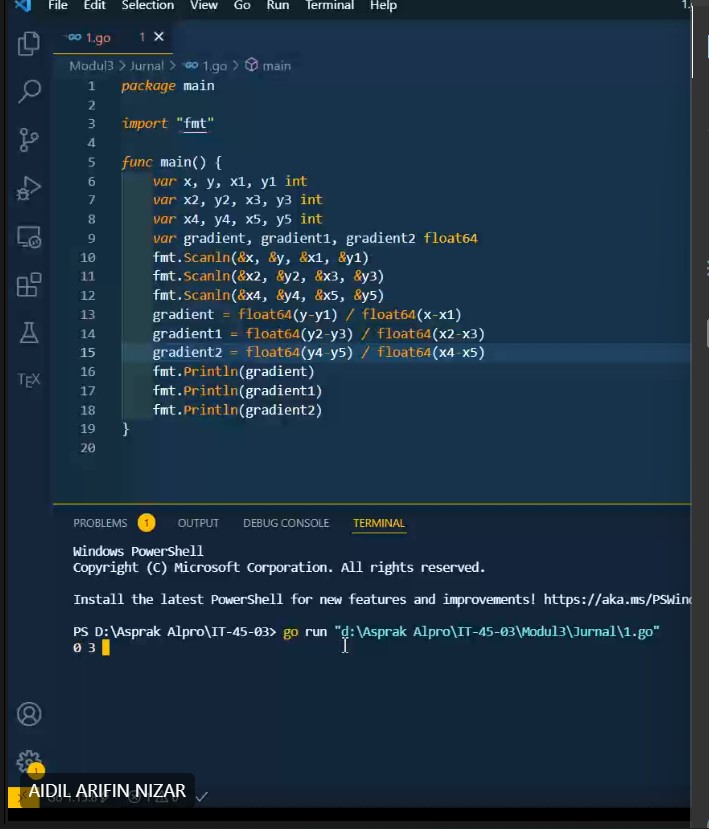 File Edit Selection View Go Run Terminal Help
1.go 1
Modul3 > Jurnal > 1.go > main
1 package main
2
3 import "fmt"
4
5 func main() {
6 var x, y, x1, y1 int
7 var x2, y2, x3, y3 int
8 var x4, y4, x5, y5 int
9 var gradient, gradient1, gradient2 float64
10 fmt.Scanln(&x, &y, &x1, &y1)
11 fmt.Scanln(&x2, &y2, &x3, &y3)
12 fmt.Scanln(&x4, &y4, &x5, &y5)
13 gradient = float64(y-y1) / float64(x-x1)
14 gradient1 = float64(y2-y3) / float64(x2-x3)
15 gradient2 = float64(y4-y5) / float64(x4-x5)
16 fmt.Println(gradient)
17 fmt.Println(gradient1)
18 fmt.Println(gradient2)
19 }
20
TEX
PROBLEMS 1 OUTPUT DEBUG CONSOLE TERMINAL
Windows PowerShell
Copyright (C) Microsoft Corporation. All rights reserved.
Install the latest PowerShell for new features and improvements! https://aka.ms/PSWin
PS D:\Asprak Alpro\IT-45-03> go run "d:\Asprak Alpro\IT-45-03\Modul3\Jurnal\1.go"
0 3
1
AIDIL ARIFIN NIZAR